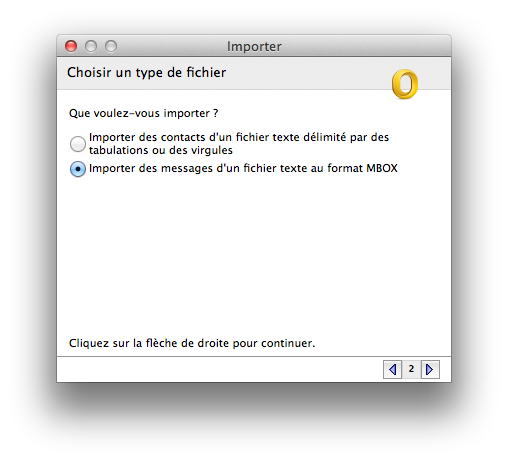 Importer
Choisir un type de fichier
Que voulez-vous importer ?
Importer des contacts d'un fichier texte délimité par des
tabulations ou des virgules
Importer des messages d'un fichier texte au format MBOX
Cliquez sur la flèche de droite pour continuer.
2